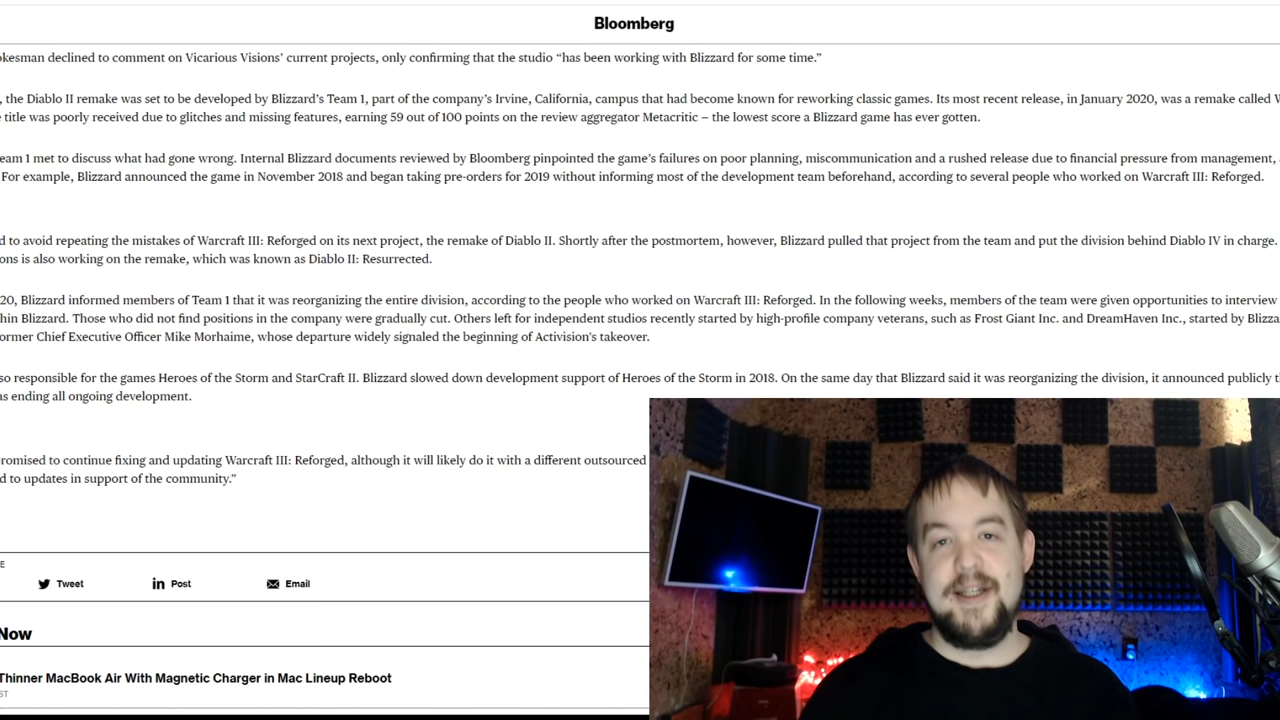 Bloomberg
okesman declined to comment on Vicarious Visions’ current projects, only confirming that the studio “has been working with Blizzard for some time.”
, the Diablo II remake was set to be developed by Blizzard’s Team 1, part of the company’s Irvine, California, campus that had become known for reworking classic games. Its most recent release, in January 2020, was a remake called W
e title was poorly received due to glitches and missing features, earning 59 out of 100 points on the review aggregator Metacritic – the lowest score a Blizzard game has ever gotten.
eam 1 met to discuss what had gone wrong. Internal Blizzard documents reviewed by Bloomberg pinpointed the game’s failures on poor planning, miscommunication and a rushed release due to financial pressure from management,
For example, Blizzard announced the game in November 2018 and began taking pre-orders for 2019 without informing most of the development team beforehand, according to several people who worked on Warcraft III: Reforged.
d to avoid repeating the mistakes of Warcraft III: Reforged on its next project, the remake of Diablo II. Shortly after the postmortem, however, Blizzard pulled that project from the team and put the division behind Diablo IV in charge.
ons is also working on the remake, which was known as Diablo II: Resurrected.
20, Blizzard informed members of Team 1 that it was reorganizing the entire division, according to the people who worked on Warcraft III: Reforged. In the following weeks, members of the team were given opportunities to interview
thin Blizzard. Those who did not find positions in the company were gradually cut. Others left for independent studios recently started by high-profile company veterans, such as Frost Giant Inc. and DreamHaven Inc., started by Blizza
ormer Chief Executive Officer Mike Morhaime, whose departure widely signaled the beginning of Activision's takeover.
so responsible for the games Heroes of the Storm and StarCraft II. Blizzard slowed down development support of Heroes of the Storm in 2018. On the same day that Blizzard said it was reorganizing the division, it announced publicly t
as ending all ongoing development.
promised to continue fixing and updating Warcraft III: Reforged, although it will likely do it with a different outsourced
d to updates in support of the community.”
E
Tweet Post Email
Now
Thinner MacBook Air With Magnetic Charger in Mac Lineup Reboot
ST